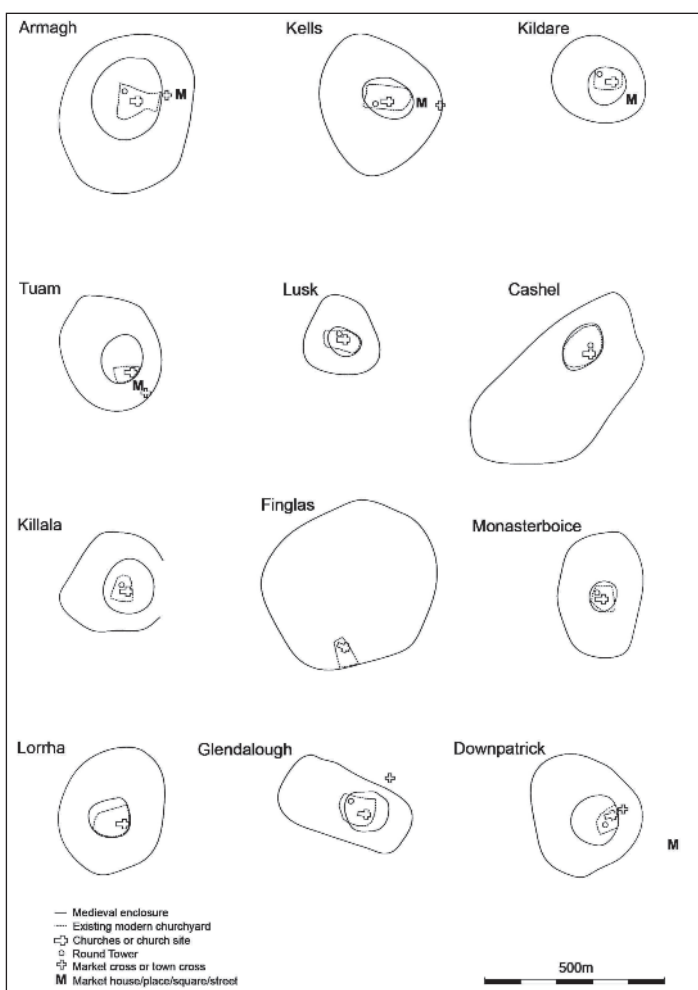 Armagh
Kells
Kildare
M
M
M
Tuam
Lusk
Cashel
M
Killala
Finglas
Monasterboice
Lorrha
Glendalough
Downpatrick
M
Medieval enclosure
Existing modern churchyard
Churches or church site
Round Tower
Market cross or town cross
M Market house/place/square/street
500m